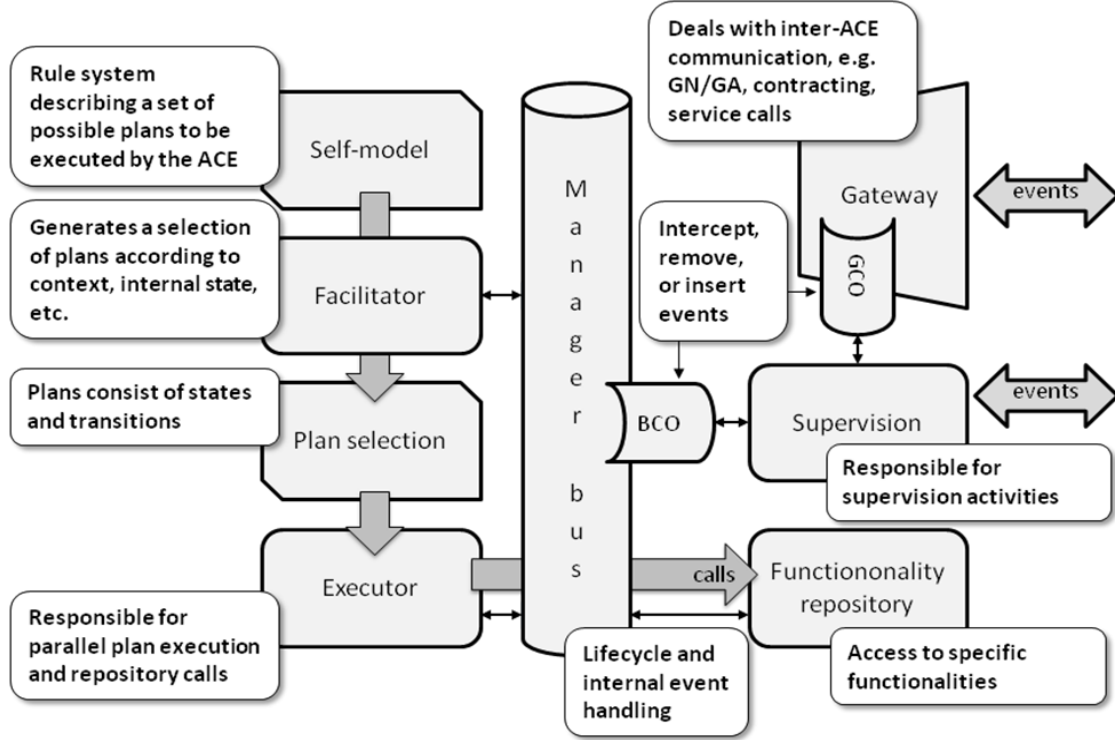 Deals with inter-ACE
communication, e.g.
GN/GA, contracting,
service calls
Rule system
describing a set of
possible plans to be
executed by the ACE
Self-model
Gateway
events
GCO
Generates a selection
of plans according to
context, internal state,
etc.
Facilitator
Manager bus
Intercept,
remove,
or insert
events
Plans consist of states
and transitions
Plan selection
BCO
Supervision
events
Responsible for
supervision activities
Executor
calls
Functiononality
repository
Responsible for
parallel plan execution
and repository calls
Lifecycle and
internal event
handling
Access to specific
functionalities